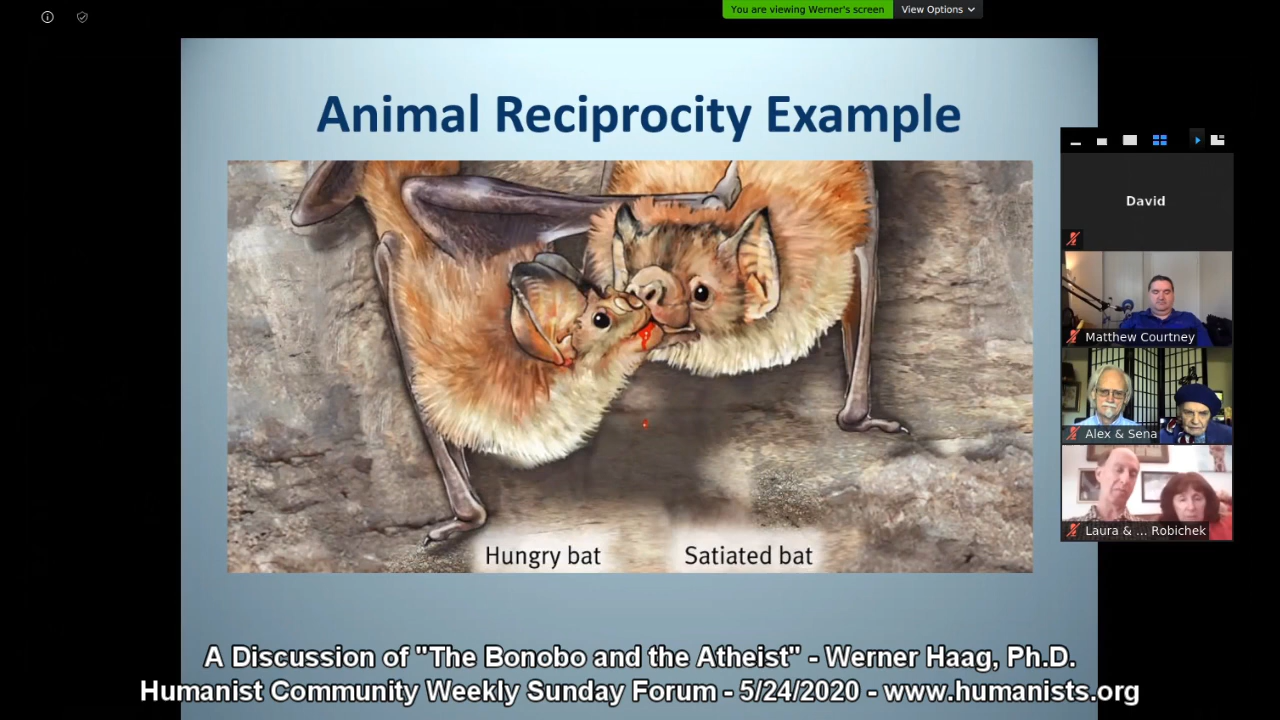 You are viewing Werner's screen
View Options
Animal Reciprocity Example
David
Matthew Courtney
Alex & Sena
Laura & ... Robichek
Hungry bat
Satiated bat
A Discussion of "The Bonobo and the Atheist" - Werner Haag, Ph.D.
Humanist Community Weekly Sunday Forum - 5/24/2020 - www.humanists.org